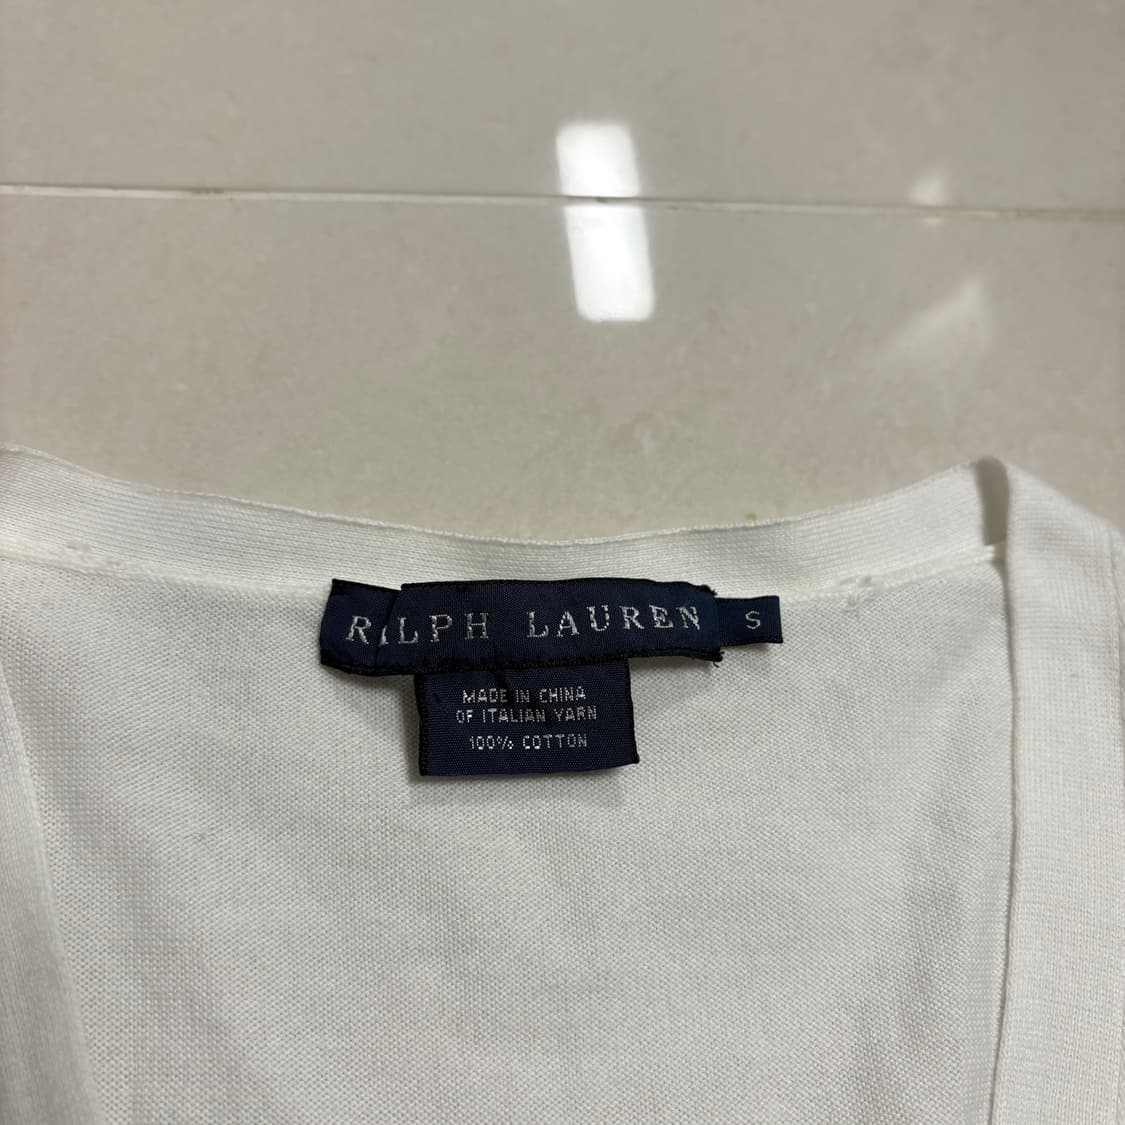 RALPH LAUREN
S
MADE IN CHINA
OF ITALIAN YARN
100% COTTON